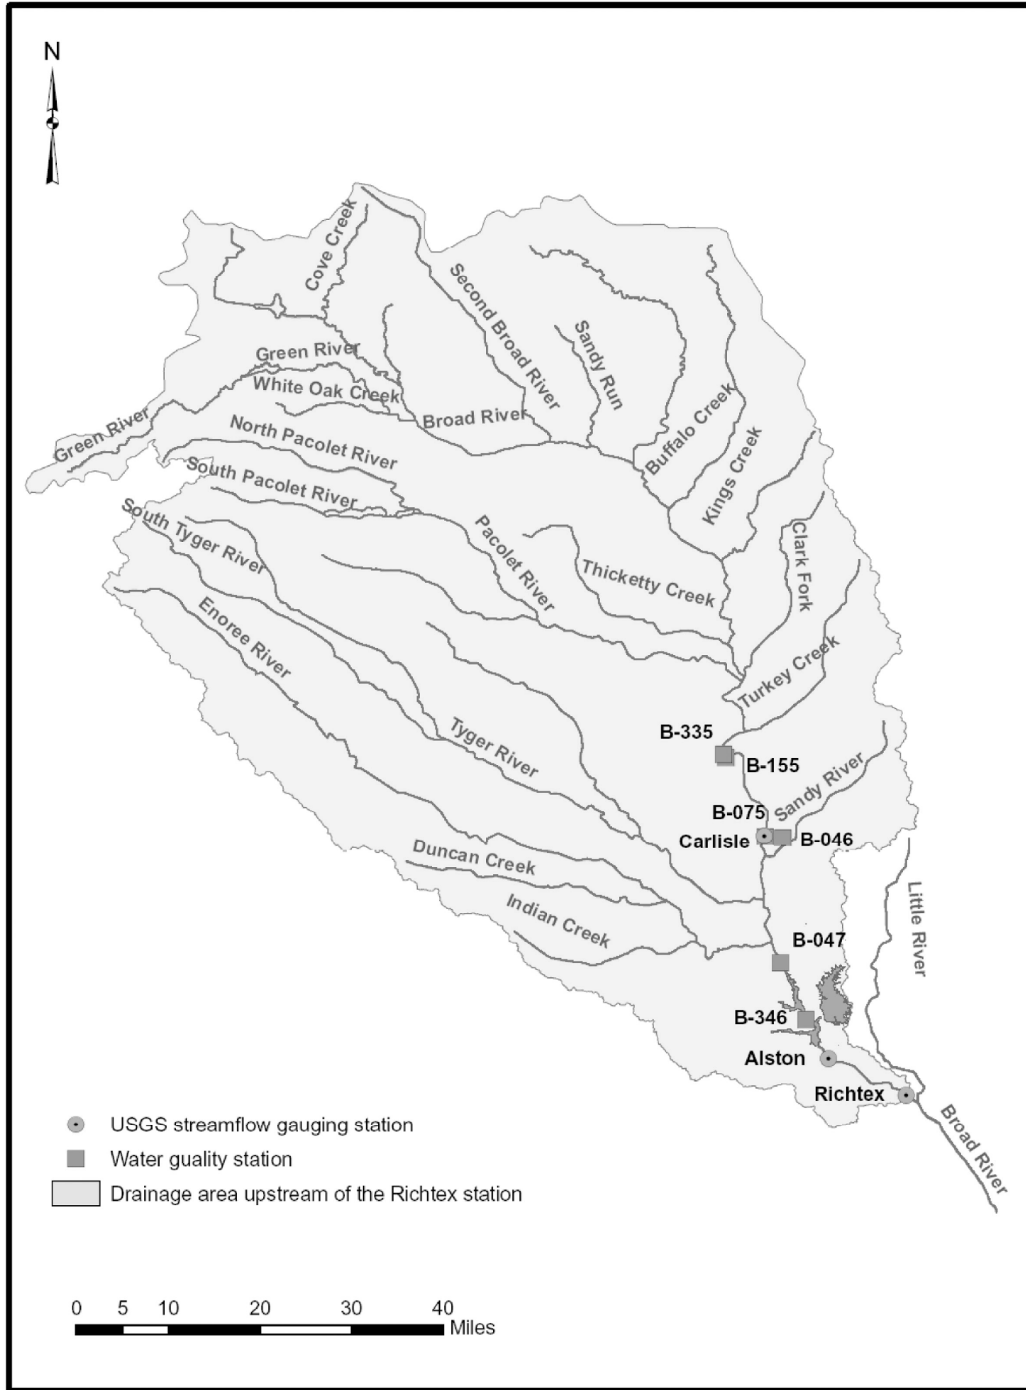 N
Cove Creek
Second Broad River
Sandy Run
Green River
White Oak Creek
Broad River
Buffalo Creek
Green River
North Pacolet River
Kings Creek
South Pacolet River
South Tyger River
Pacolet River
Clark Fork
Thicketty Creek
Enoree River
Turkey Creek
Tyger River
B-335
B-155
Sandy River
B-075
Carlisle
B-046
Duncan Creek
Indian Creek
Little River
B-047
B-346
Alston
Richtex
Broad River
USGS streamflow gauging station
Water guality station
Drainage area upstream of the Richtex station
0 5 10 20 30 40
Miles